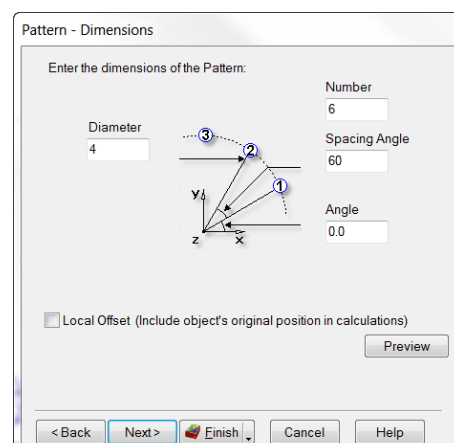 Pattern - Dimensions
Enter the dimensions of the Pattern:
Number
6
Diameter
4
Spacing Angle
60
Angle
0.0
3
2
1
y
z
x
Local Offset (Include object's original position in calculations)
Preview
< Back
Next >
Finish
Cancel
Help